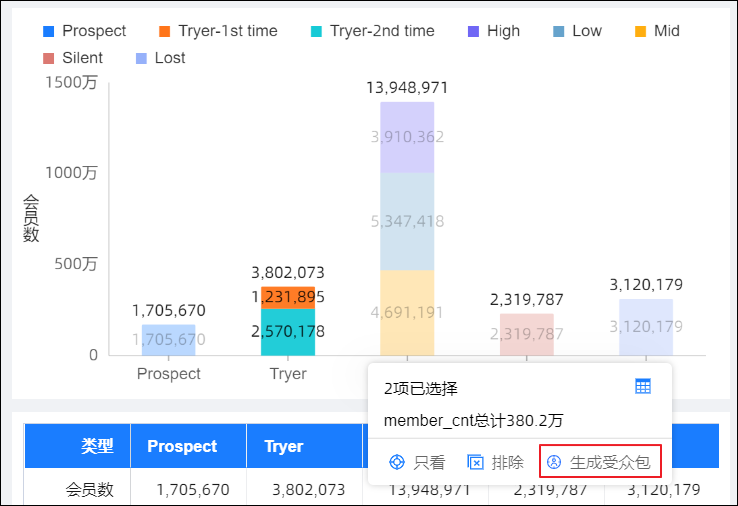 Prospect Tryer-1st time Tryer-2nd time High Low Mid
Silent Lost
1500万
1000万
500万
0
会员数
13,948,971
3,910,362
5,347,418
4,691,191
3,802,073
1,231,895
2,570,178
1,705,670
1,705,670
2,319,787
2,319,787
3,120,179
3,120,179
Prospect Tryer
2项已选择
member_cnt总计380.2万
只看 排除 生成受众包
类型 Prospect Tryer
会员数 1,705,670 3,802,073 13,948,971 2,319,787 3,120,179